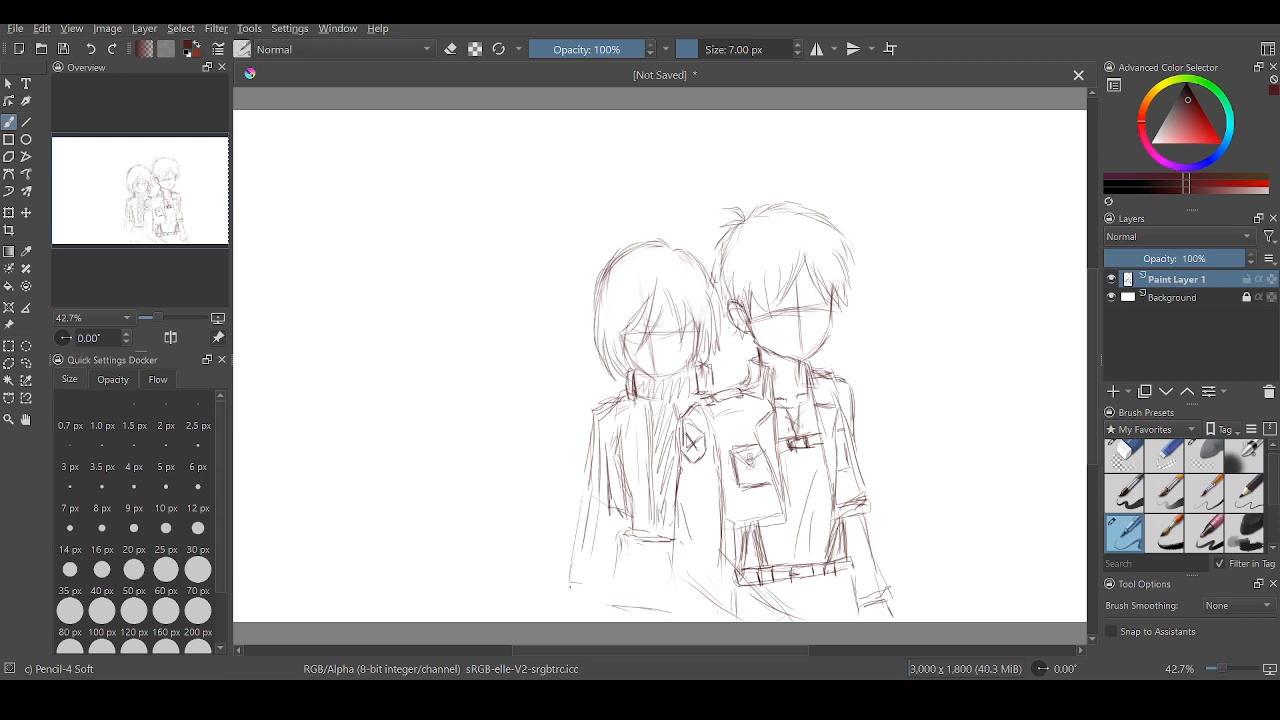 File Edit View Image Layer Select Filter Tools Settings Window Help
Normal Opacity: 100% Size: 7.00 px
Overview
[Not Saved] *
Advanced Color Selector
42.7%
0.00°
Quick Settings Docker
Size Opacity Flow
0.7 px 1.0 px 1.5 px 2 px 2.5 px
3 px 3.5 px 4 px 5 px 6 px
7 px 8 px 9 px 10 px 12 px
14 px 16 px 20 px 25 px 30 px
35 px 40 px 50 px 60 px 70 px
80 px 100 px 120 px 160 px 200 px
Layers
Normal
Opacity: 100%
Paint Layer 1
Background
Brush Presets
My Favorites Tag
Search Filter in Tag
Tool Options
Brush Smoothing: None
Snap to Assistants
c) Pencil-4 Soft RGB/Alpha (8-bit integer/channel) sRGB-elle-V2-srgbtrc.icc 3,000 x 1,800 (40.3 MiB) 0.00° 42.7%